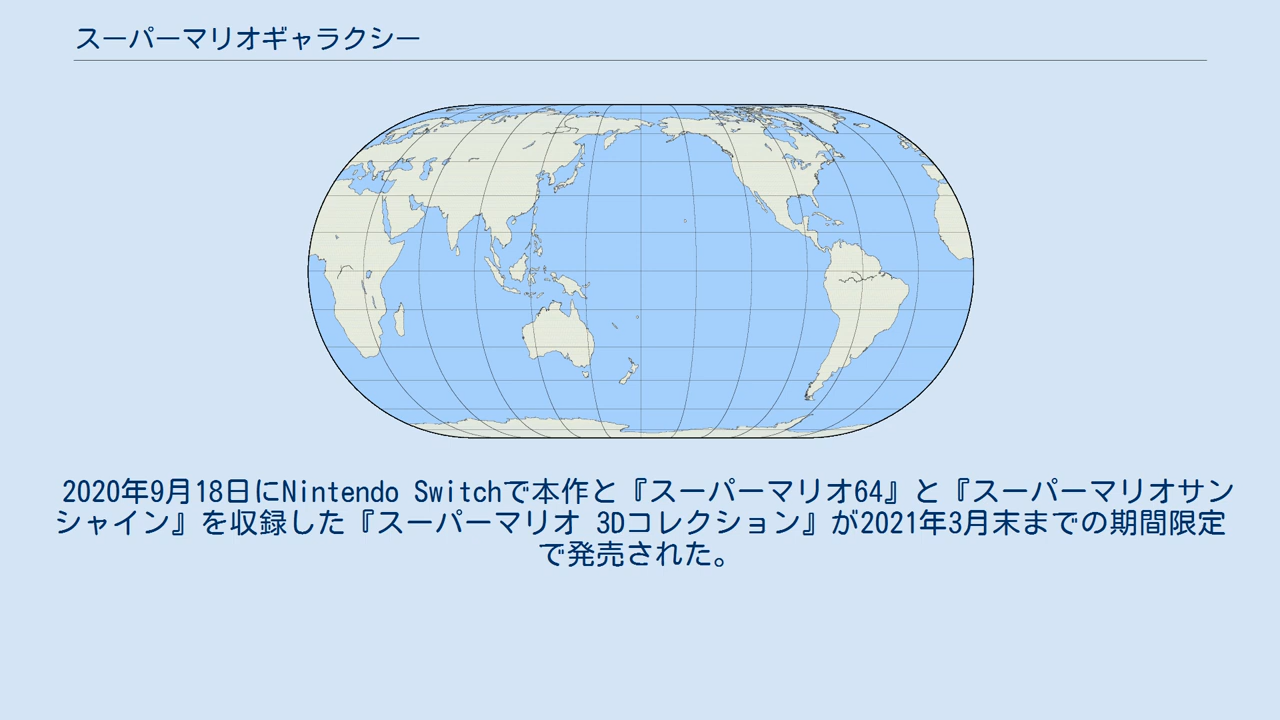 スーパーマリオギャラクシー
2020年9月18日にNintendo Switchで本作と『スーパーマリオ64』と『スーパーマリオサン
シャイン』を収録した『スーパーマリオ 3Dコレクション』が2021年3月末までの期間限定
で発売された。